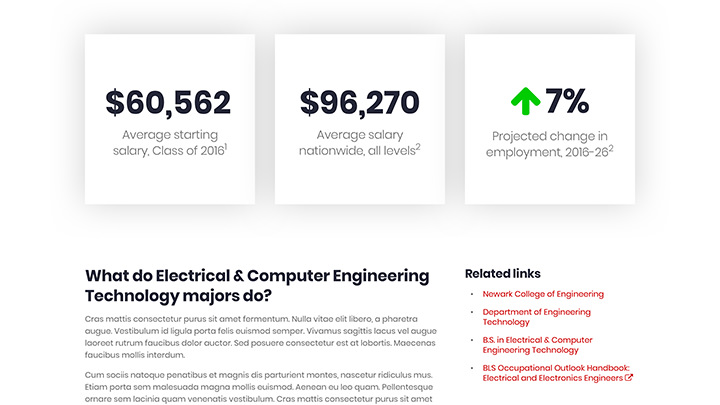 $60,562
Average starting
salary, Class of 2016¹
$96,270
Average salary
nationwide, all levels²
7%
Projected change in
employment, 2016-26²
What do Electrical & Computer Engineering
Technology majors do?
Cras mattis consectetur purus sit amet fermentum. Nulla vitae elit libero, a pharetra
augue. Vestibulum id ligula porta felis euismod semper. Vivamus sagittis lacus vel augue
laoreet rutrum faucibus dolor auctor. Sed posuere consectetur est at lobortis. Maecenas
faucibus mollis interdum.
Cum sociis natoque penatibus et magnis dis parturient montes, nascetur ridiculus mus.
Etiam porta sem malesuada magna mollis euismod. Aenean eu leo quam. Pellentesque
ornare sem lacinia quam venenatis vestibulum. Cras mattis consectetur purus sit amet
Related links
Newark College of Engineering
Department of Engineering
Technology
B.S. in Electrical & Computer
Engineering Technology
BLS Occupational Outlook Handbook:
Electrical and Electronics Engineers